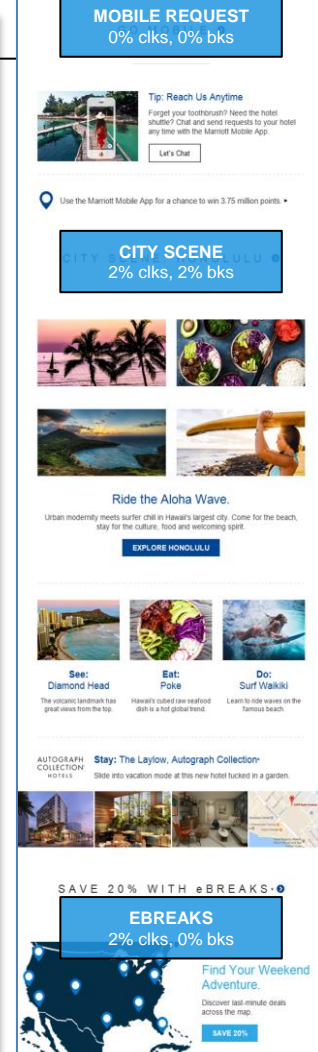 MOBILE REQUEST
0% clks, 0% bks
Tip: Reach Us Anytime
Forget your toothbrush? Need the hotel
shuttle? Chat and send requests to your hotel
any time with the Marriott Mobile App.
Let's Chat
Use the Marriott Mobile App for a chance to win 3.75 million points. ▸
CITY SCENE
2% clks, 2% bks
Ride the Aloha Wave.
Urban modernity meets surfer chill in Hawaii's largest city. Come for the beach,
stay for the culture, food and welcoming spirit.
EXPLORE HONOLULU
See:
Diamond Head
The volcanic landmark has
great views from the top.
Eat:
Poke
Hawaii's cubed raw seafood
dish is a hot global trend.
Do:
Surf Waikiki
Learn to ride waves on the
famous beach.
AUTOGRAPH
COLLECTION
HOTELS
Stay: The Laylow, Autograph Collection
Slide into vacation mode at this new hotel tucked in a garden.
SAVE 20% WITH eBREAKS
EBREAKS
2% clks, 0% bks
Find Your Weekend
Adventure.
Discover last-minute deals
across the map.
SAVE 20%